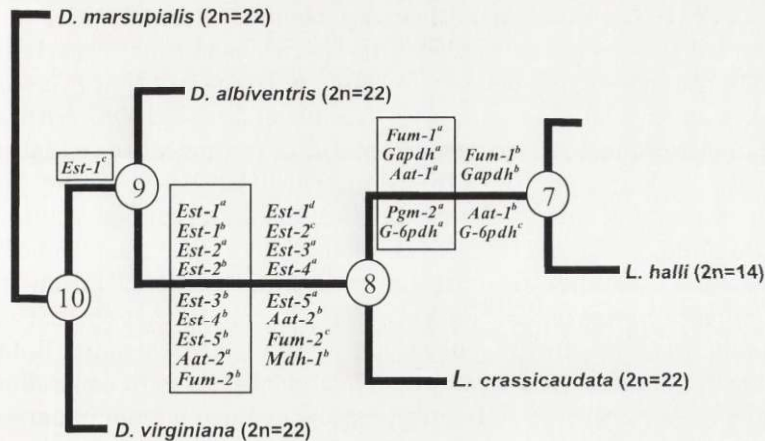 D. marsupialis (2n=22)
D. albiventris (2n=22)
Est-1ᶜ
9
Fum-1ᵃ
Gapdhᵃ
Aat-1ᵃ
Fum-1ᵇ
Gapdhᵇ
7
Pgm-2ᵃ
G-6pdhᵃ
Aat-1ᵇ
G-6pdhᶜ
Est-1ᵃ
Est-1ᵇ
Est-2ᵃ
Est-2ᵇ
Est-3ᵇ
Est-4ᵇ
Est-5ᵇ
Aat-2ᵃ
Fum-2ᵇ
Est-1ᵈ
Est-2ᶜ
Est-3ᵃ
Est-4ᵃ
Est-5ᵃ
Aat-2ᵇ
Fum-2ᶜ
Mdh-1ᵇ
8
L. halli (2n=14)
10
L. crassicaudata (2n=22)
D. virginiana (2n=22)